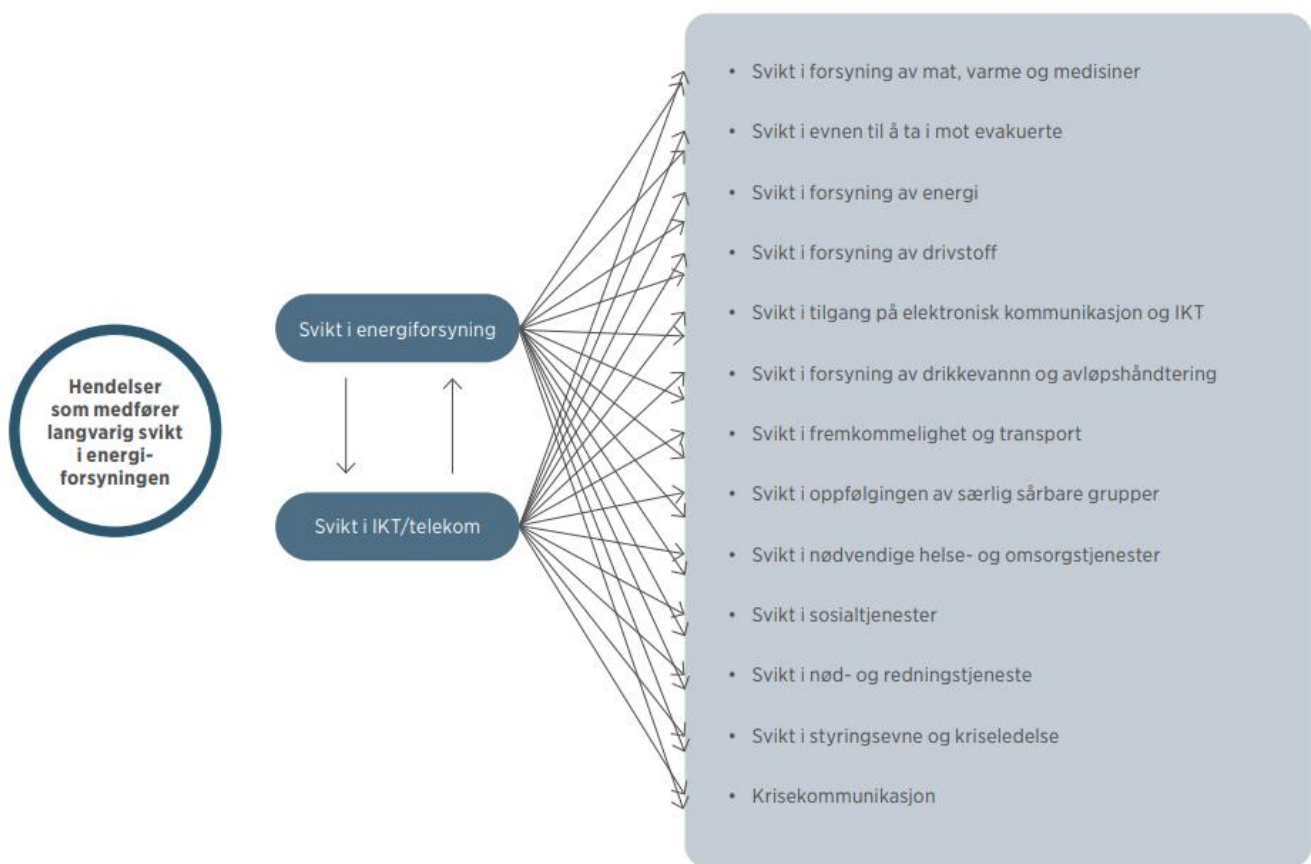 Hendelser
som medfører
langvarig svikt
i energi-
forsyningen
Svikt i energiforsyning
Svikt i IKT/telekom
• Svikt i forsyning av mat, varme og medisiner
• Svikt i evnen til å ta i mot evakuerte
• Svikt i forsyning av energi
• Svikt i forsyning av drivstoff
• Svikt i tilgang på elektronisk kommunikasjon og IKT
• Svikt i forsyning av drikkevannn og avløpshåndtering
• Svikt i fremkommelighet og transport
• Svikt i oppfølgingen av særlig sårbare grupper
• Svikt i nødvendige helse- og omsorgstjenester
• Svikt i sosialtjenester
• Svikt i nød- og redningstjeneste
• Svikt i styringsevne og kriseledelse
• Krisekommunikasjon